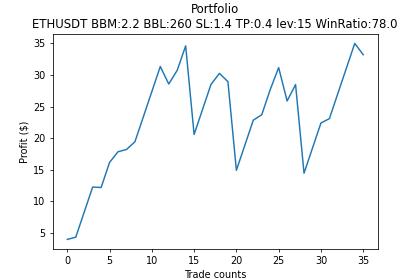 Portfolio
ETHUSDT BBM:2.2 BBL:260 SL:1.4 TP:0.4 lev:15 WinRatio:78.0
35
30
25
20
15
10
5
Profit ($)
0 5 10 15 20 25 30 35
Trade counts